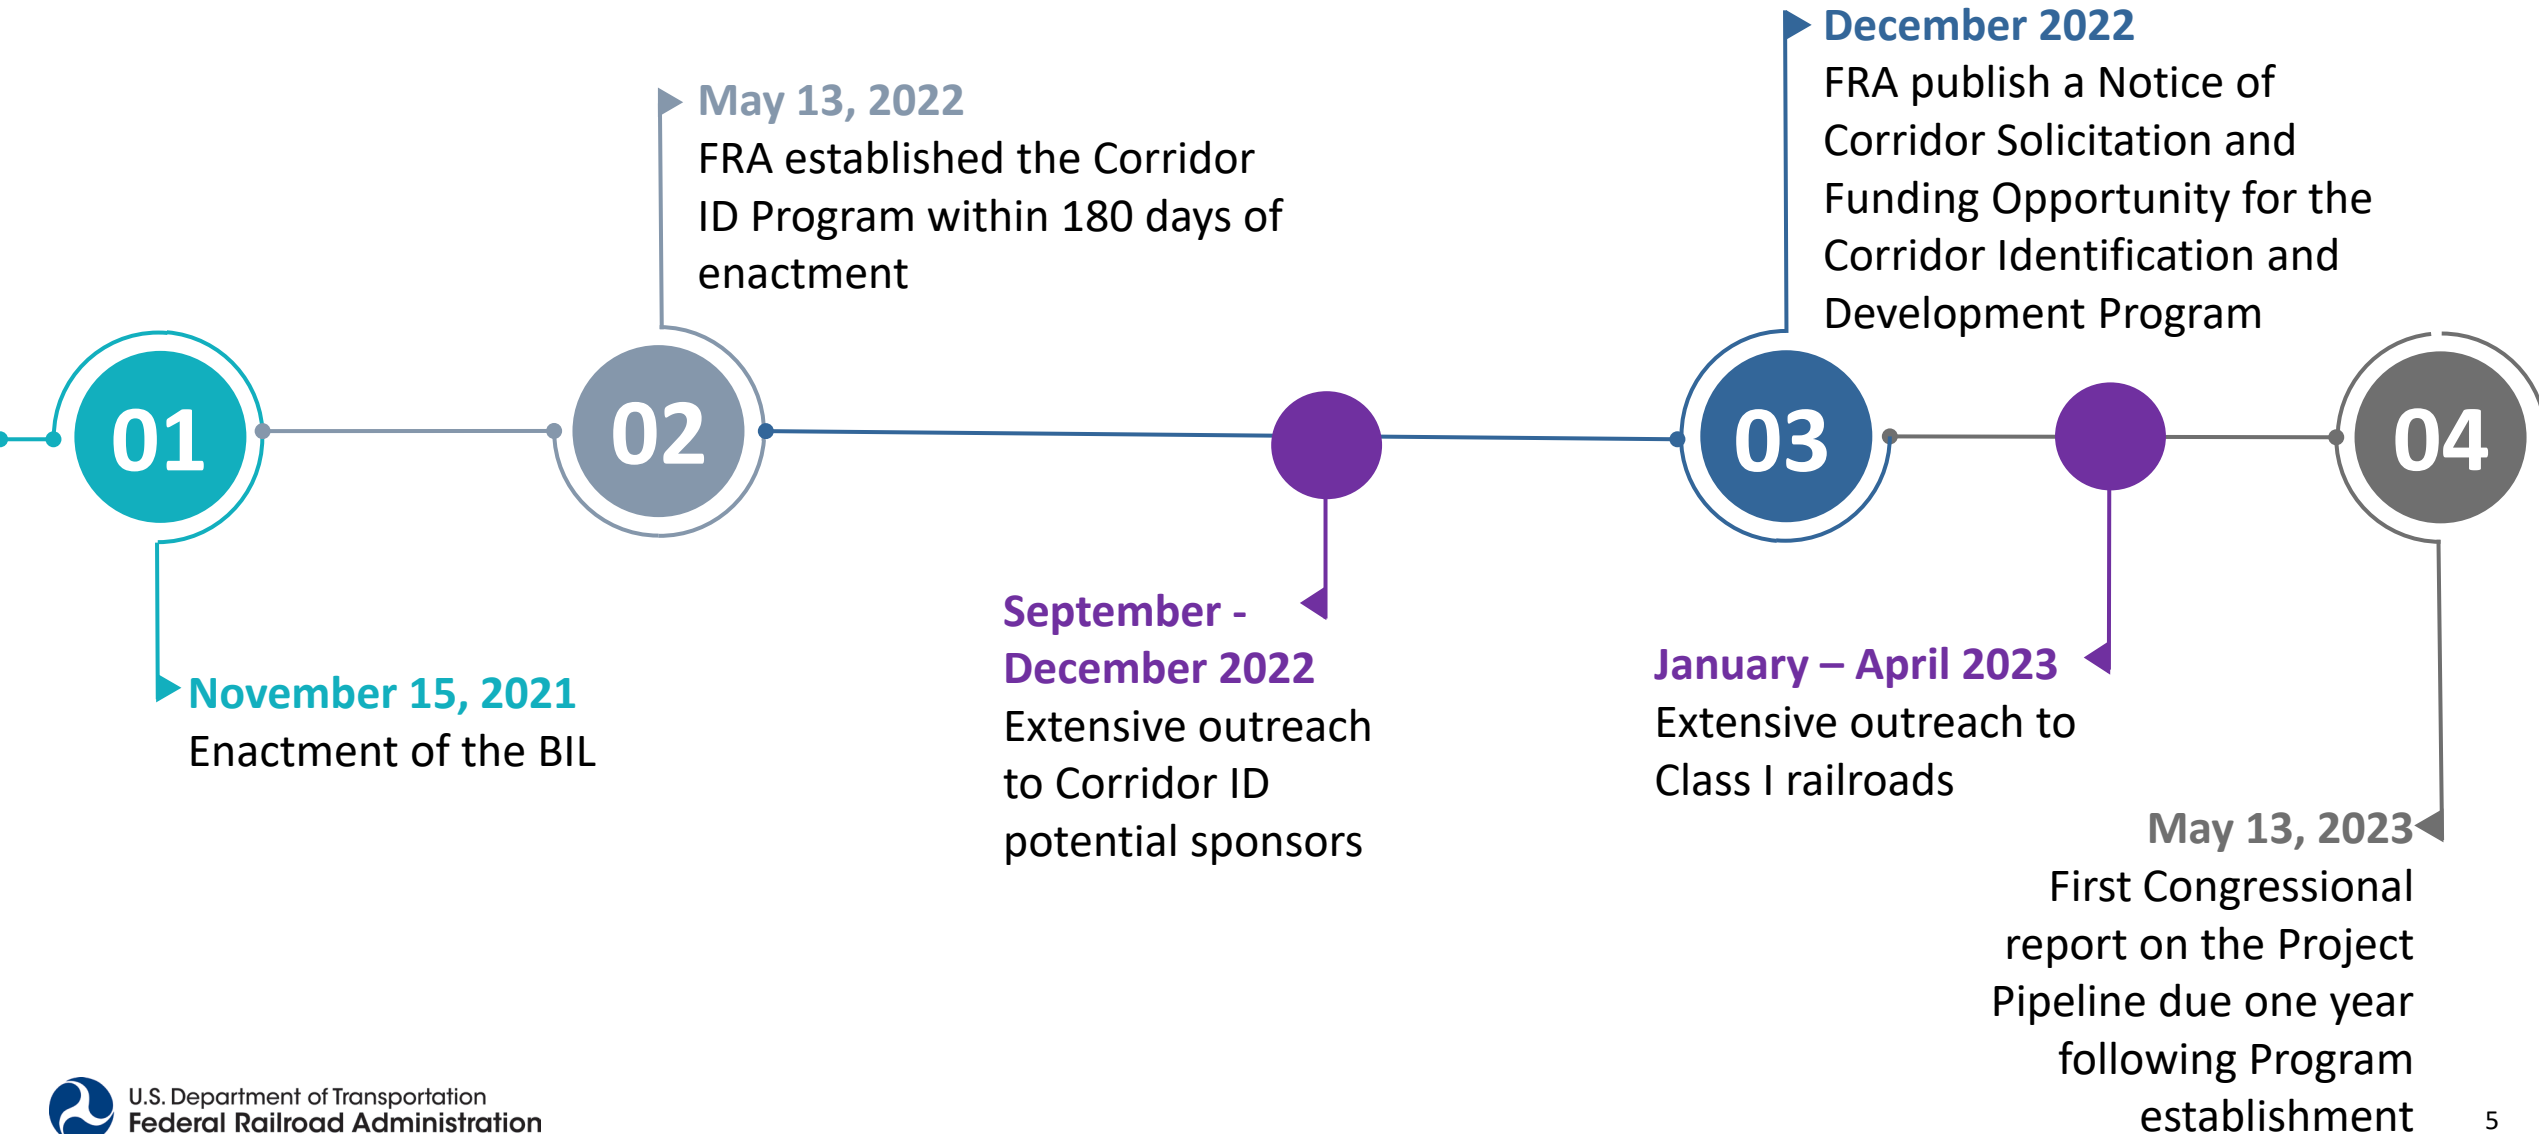 01
November 15, 2021
Enactment of the BIL
02
May 13, 2022
FRA established the Corridor
ID Program within 180 days of
enactment
September -
December 2022
Extensive outreach
to Corridor ID
potential sponsors
03
December 2022
FRA publish a Notice of
Corridor Solicitation and
Funding Opportunity for the
Corridor Identification and
Development Program
January – April 2023
Extensive outreach to
Class I railroads
04
May 13, 2023
First Congressional
report on the Project
Pipeline due one year
following Program
establishment
U.S. Department of Transportation
Federal Railroad Administration
5